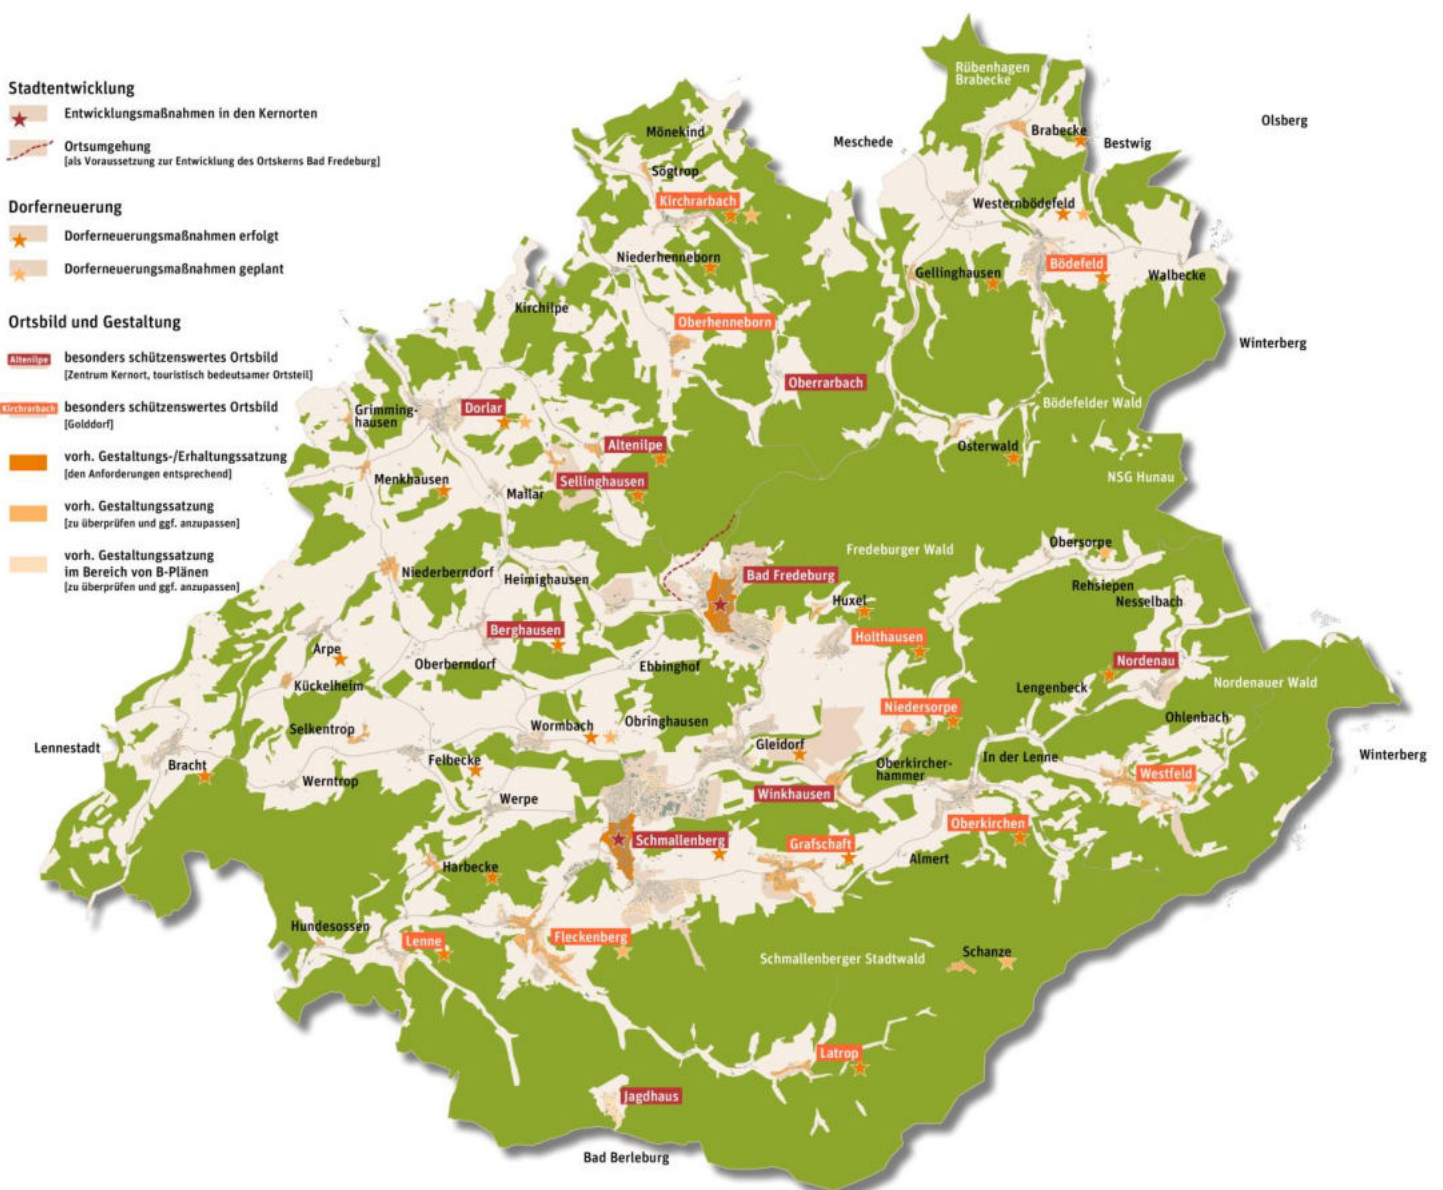 Stadtentwicklung
Entwicklungsmaßnahmen in den Kernorten
Ortsumgehung
[als Voraussetzung zur Entwicklung des Ortskerns Bad Fredeburg]
Dorferneuerung
Dorferneuerungsmaßnahmen erfolgt
Dorferneuerungsmaßnahmen geplant
Ortsbild und Gestaltung
Altenilpe
besonders schützenswertes Ortsbild
[Zentrum Kernort, touristisch bedeutsamer Ortsteil]
Kirchrarbach
besonders schützenswertes Ortsbild
[Golddorf]
vorh. Gestaltungs-/Erhaltungssatzung
[den Anforderungen entsprechend]
vorh. Gestaltungssatzung
[zu überprüfen und ggf. anzupassen]
vorh. Gestaltungssatzung
im Bereich von B-Plänen
[zu überprüfen und ggf. anzupassen]
Rübenhagen
Brabecke
Olsberg
Mönekind
Brabecke
Meschede
Bestwig
Sögtrop
Kirchrarbach
Westernbödefeld
Niederhenneborn
Bödefeld
Gellinghausen
Walbecke
Kirchilpe
Oberhenneborn
Winterberg
Oberrarbach
Bödefelder Wald
Grimming-
hausen
Dorlar
Altenilpe
Osterwald
Menkhausen
Mailar
Sellinghausen
NSG Hunau
Obersorpe
Fredeburger Wald
Niederberndorf
Heimighausen
Bad Fredeburg
Rehsiepen
Nesselbach
Huxel
Berghausen
Holthausen
Arpe
Oberberndorf
Ebbinghof
Nordenau
Kückelheim
Lengenbeck
Nordenauer Wald
Niedersorpe
Selkentrop
Wormbach
Obringhausen
Ohlenbach
Lennestadt
Gleidorf
Winterberg
Bracht
Felbecke
Oberkircher-
hammer
In der Lenne
Westfeld
Werntrop
Werpe
Winkhausen
Oberkirchen
Schmallenberg
Grafschaft
Almert
Harbecke
Hundesossen
Lenne
Fleckenberg
Schanze
Schmallenberger Stadtwald
Latrop
Jagdhaus
Bad Berleburg